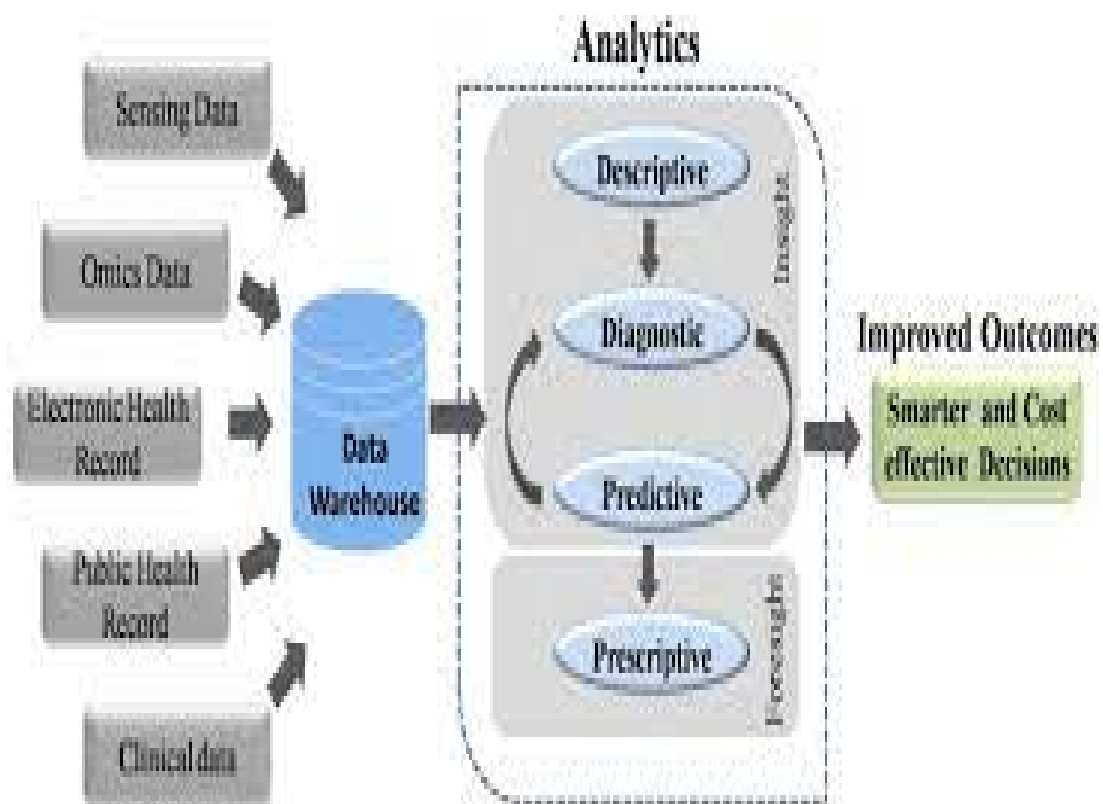 Analytics
Sensing Data
Omics Data
Electronic Health
Record
Public Health
Record
Clinical data
Data
Warehouse
Descriptive
Diagnostic
Predictive
Insight
Prescriptive
Foresight
Improved Outcomes
Smarter and Cost
effective Decisions